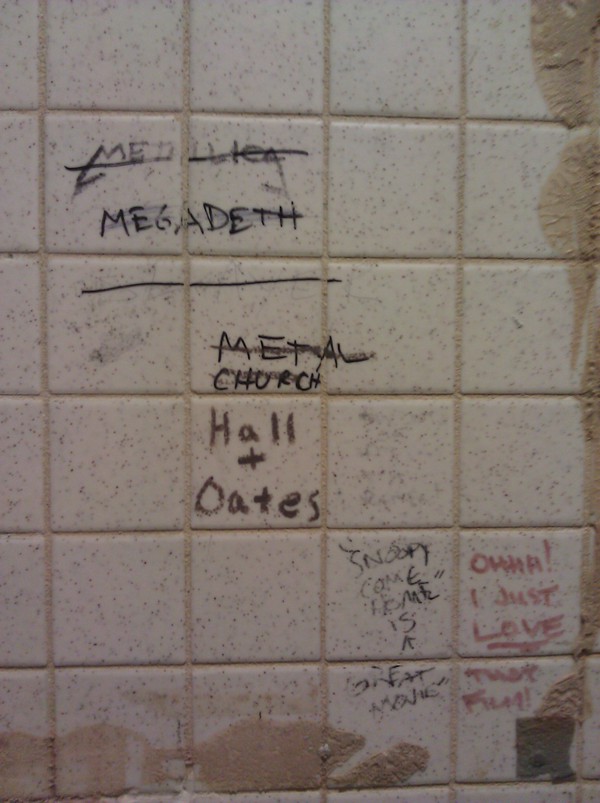 METALLICA
MEGADETH
METAL
CHURCH
Hall
+
Oates
"SNOOPY
COME
HOME"
IS
A
GREAT
MOVIE"
OHHH!
I JUST
LOVE
THAT
FILM!